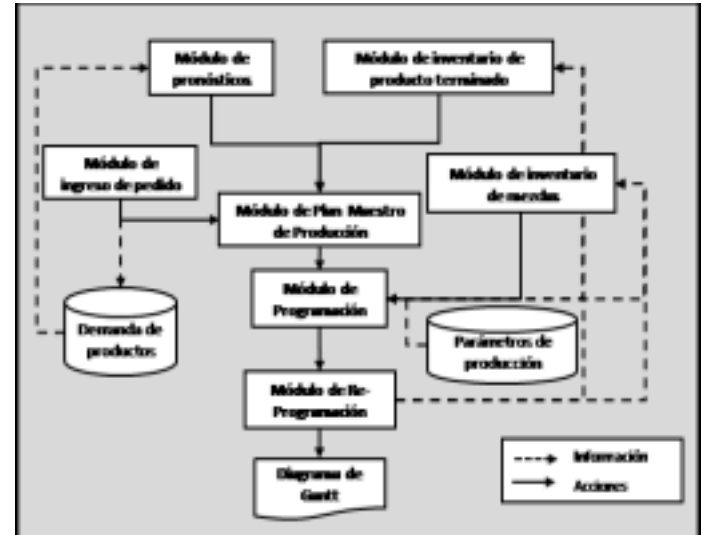 Módulo de
pronósticos
Módulo de inventario de
producto terminado
Módulo de
ingreso de pedido
Módulo de inventario
de mezclas
Módulo de Plan Maestro
de Producción
Módulo de
Programación
Demanda de
productos
Parámetros de
producción
Módulo de Re-
Programación
Diagrama de
Gantt
Información
Acciones